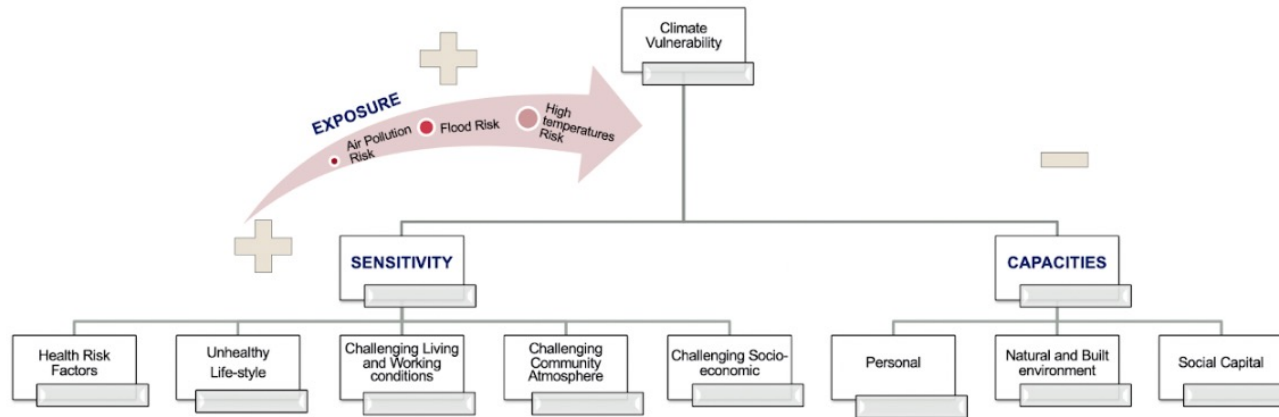 Climate
Vulnerability
EXPOSURE
Air Pollution
Risk
Flood Risk
High
temperatures
Risk
SENSITIVITY
CAPACITIES
Health Risk
Factors
Unhealthy
Life-style
Challenging Living
and Working
conditions
Challenging
Community
Atmosphere
Challenging Socio-
economic
Personal
Natural and Built
environment
Social Capital